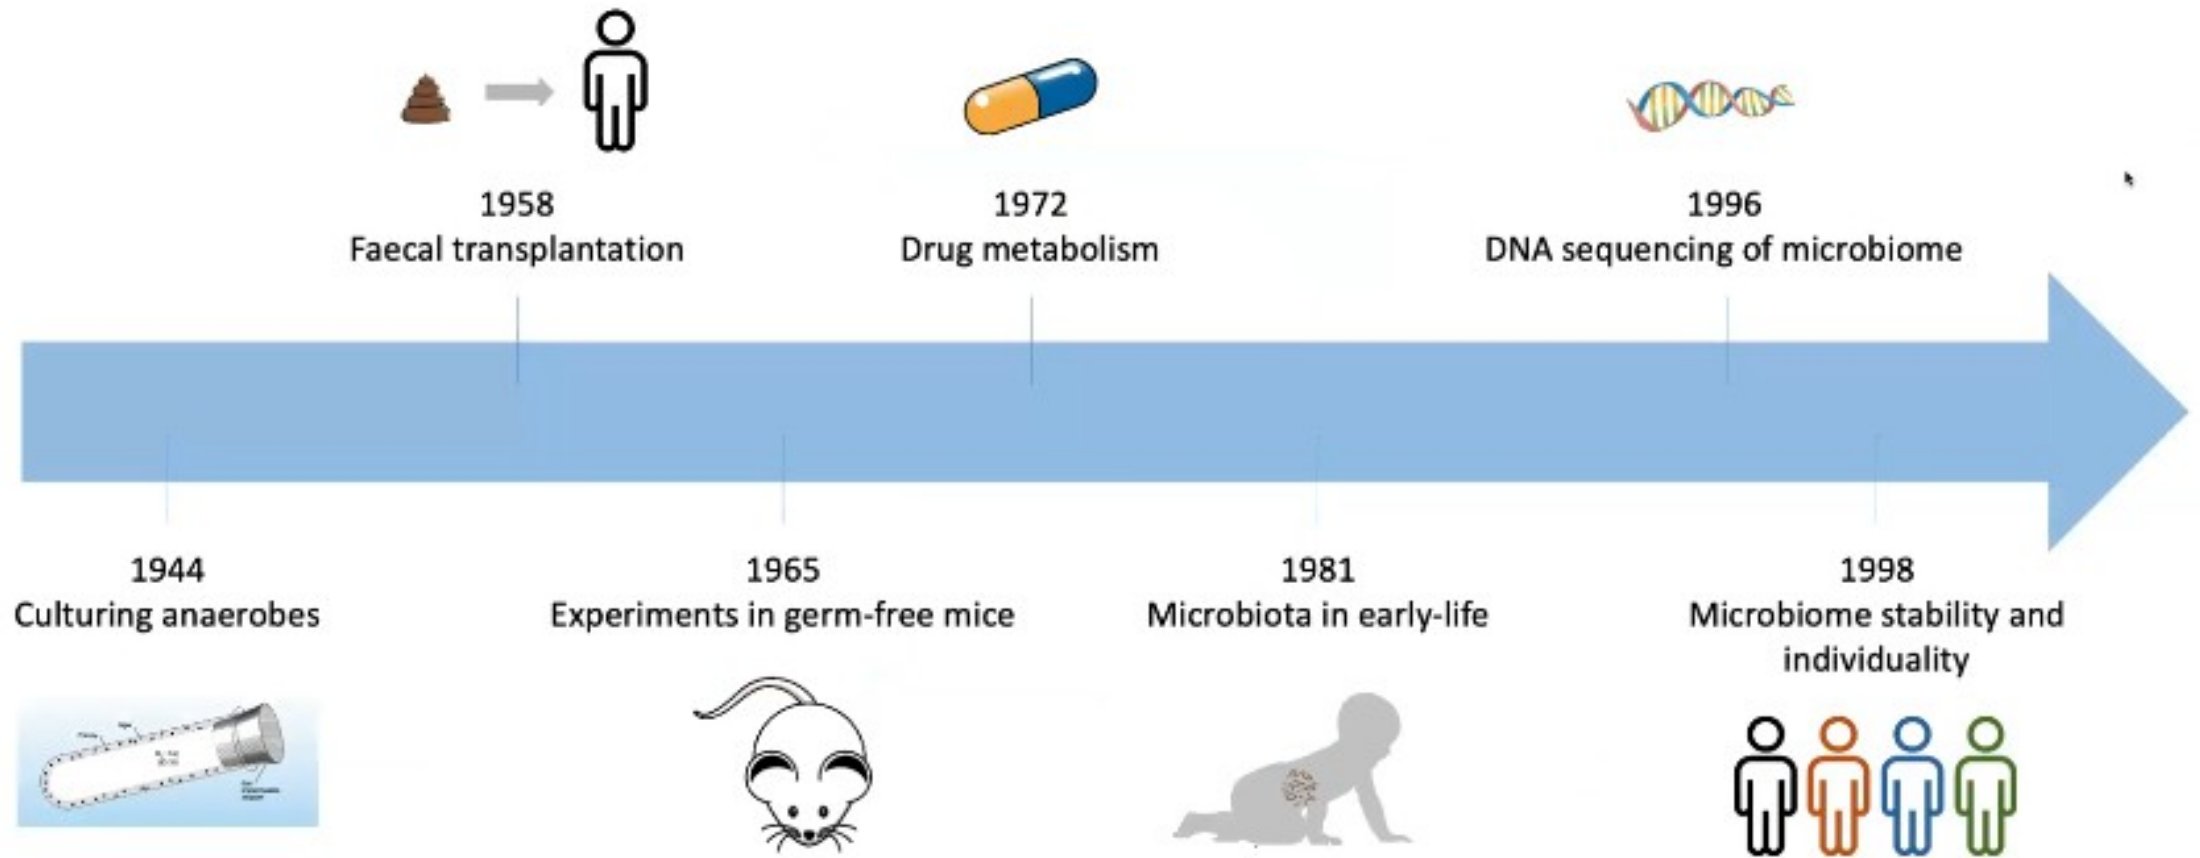 1958
Faecal transplantation
1972
Drug metabolism
1996
DNA sequencing of microbiome
1944
Culturing anaerobes
1965
Experiments in germ-free mice
1981
Microbiota in early-life
1998
Microbiome stability and
individuality